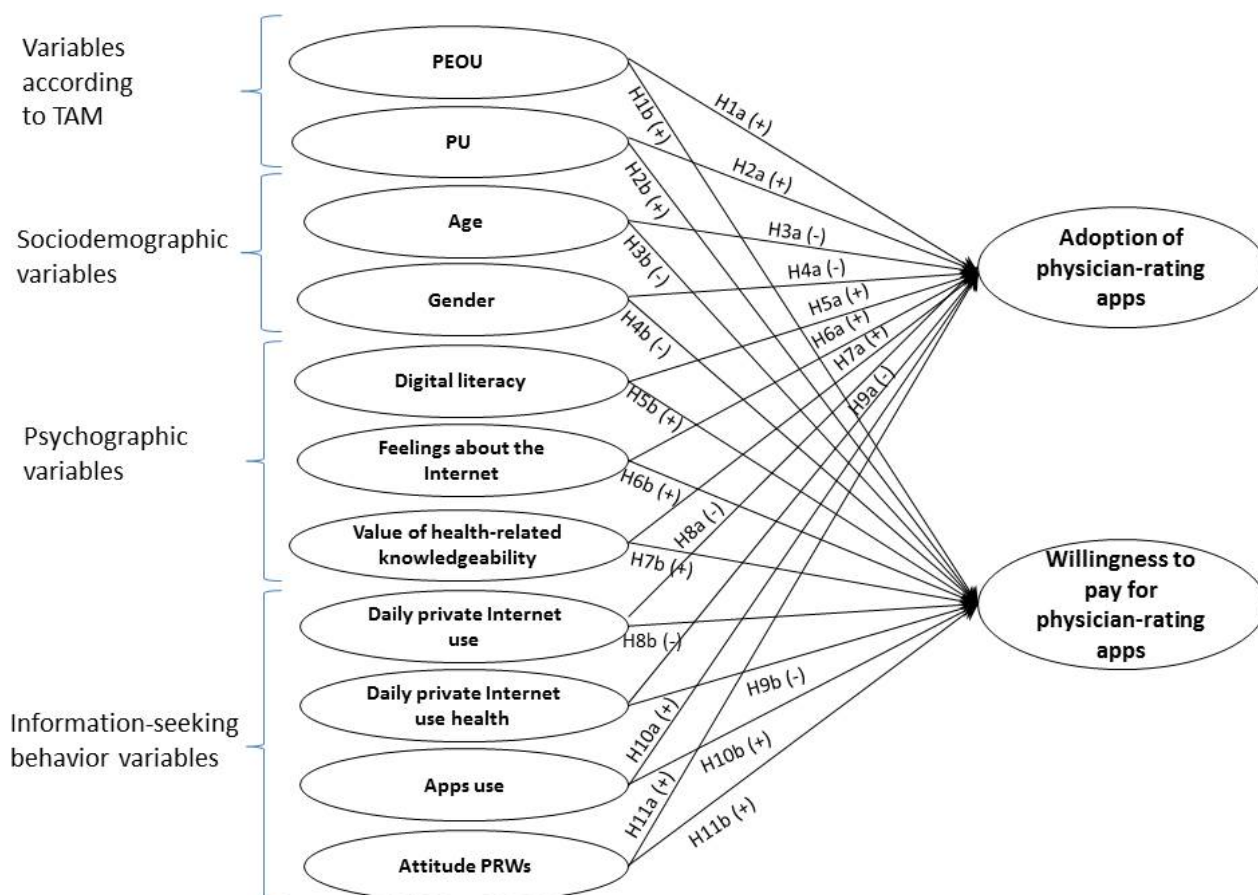 Variables
according
to TAM
Sociodemographic
variables
Psychographic
variables
Information-seeking
behavior variables
PEOU
PU
Age
Gender
Digital literacy
Feelings about the
Internet
Value of health-related
knowledgeability
Daily private Internet
use
Daily private Internet
use health
Apps use
Attitude PRWs
H1a (+)
H1b (+)
H2a (+)
H2b (+)
H3a (-)
H3b (-)
H4a (-)
H4b (-)
H5a (+)
H5b (+)
H6a (+)
H6b (+)
H7a (+)
H7b (+)
H8a (-)
H8b (-)
H9a (-)
H9b (-)
H10a (+)
H10b (+)
H11a (+)
H11b (+)
Adoption of
physician-rating
apps
Willingness to
pay for
physician-rating
apps